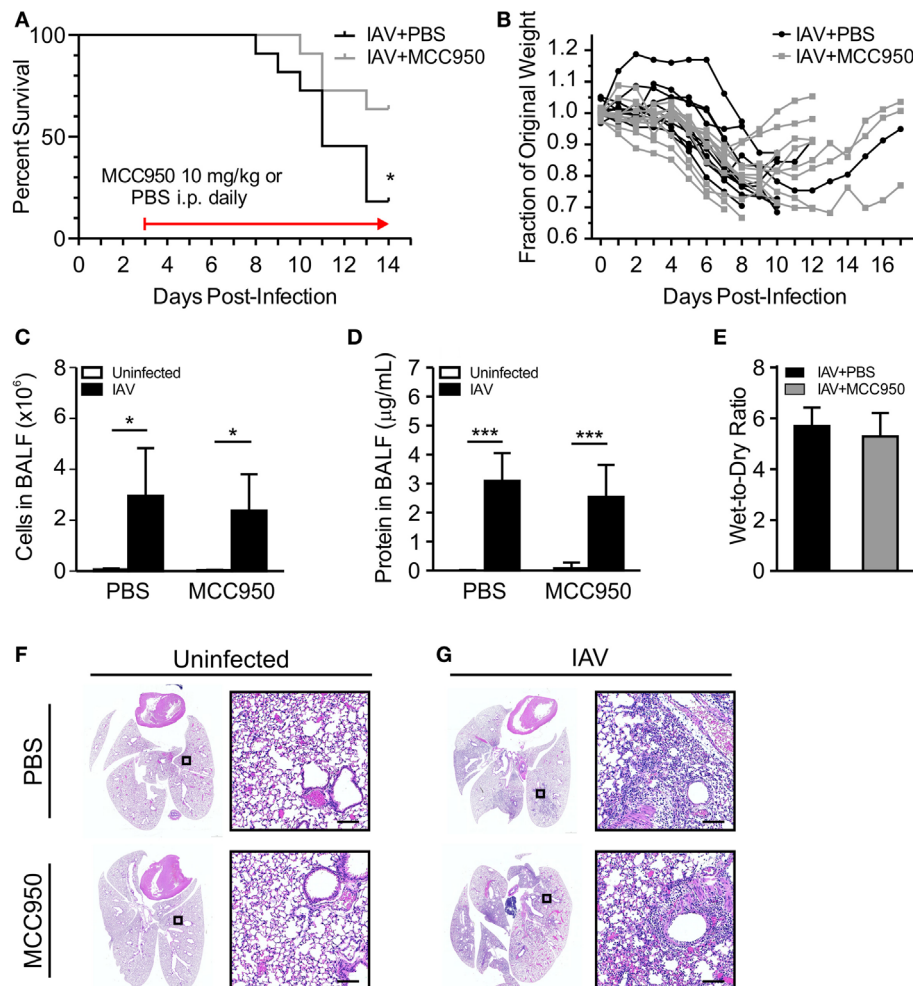 A
IAV+PBS
IAV+MCC950
Percent Survival
100
50
0
MCC950 10 mg/kg or
PBS i.p. daily
*
0 2 4 6 8 10 12 14
Days Post-Infection
B
IAV+PBS
IAV+MCC950
Fraction of Original Weight
1.2
1.1
1.0
0.9
0.8
0.7
0.6
0 2 4 6 8 10 12 14 16
Days Post-Infection
C
Uninfected
IAV
Cells in BALF (x10⁶)
8
6
4
2
0
* *
PBS MCC950
D
Uninfected
IAV
Protein in BALF (μg/mL)
7
6
5
4
3
2
1
0
*** ***
PBS MCC950
E
IAV+PBS
IAV+MCC950
Wet-to-Dry Ratio
8
6
4
2
0
F
Uninfected
G
IAV
PBS
MCC950